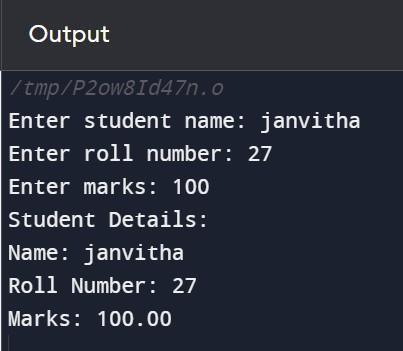 Output
/tmp/P2ow8Id47n.o
Enter student name: janvitha
Enter roll number: 27
Enter marks: 100
Student Details:
Name: janvitha
Roll Number: 27
Marks: 100.00